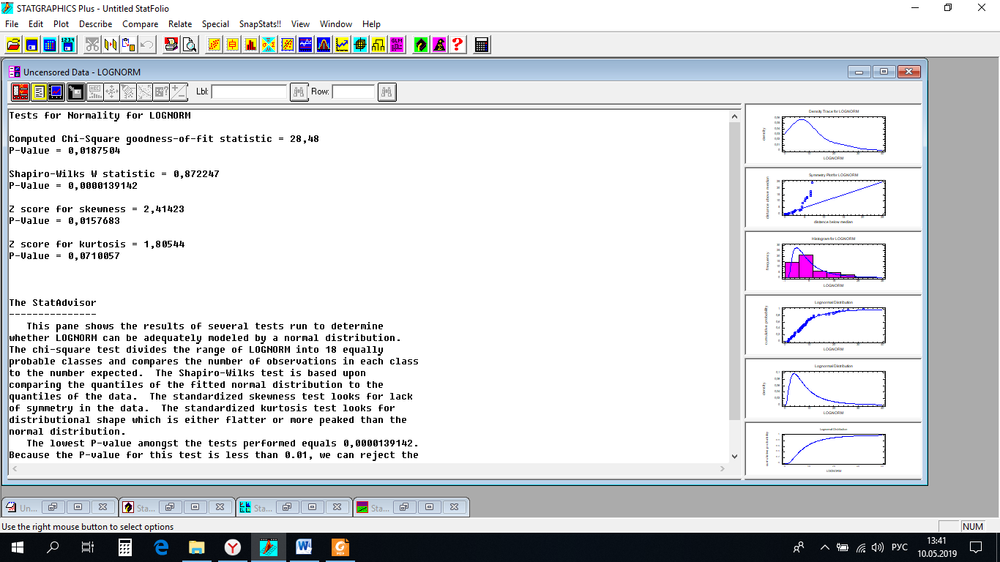 STATGRAPHICS Plus - Untitled StatFolio
File Edit Plot Describe Compare Relate Special SnapStats!! View Window Help
Uncensored Data - LOGNORM
Lbl: Row:
Tests for Normality for LOGNORM
Computed Chi-Square goodness-of-fit statistic = 28,48
P-Value = 0,0187504
Shapiro-Wilks W statistic = 0,872247
P-Value = 0,0000139142
Z score for skewness = 2,41423
P-Value = 0,0157683
Z score for kurtosis = 1,80544
P-Value = 0,0710057
The StatAdvisor
---------------
This pane shows the results of several tests run to determine
whether LOGNORM can be adequately modeled by a normal distribution.
The chi-square test divides the range of LOGNORM into 18 equally
probable classes and compares the number of observations in each class
to the number expected.  The Shapiro-Wilks test is based upon
comparing the quantiles of the fitted normal distribution to the
quantiles of the data.  The standardized skewness test looks for lack
of symmetry in the data.  The standardized kurtosis test looks for
distributional shape which is either flatter or more peaked than the
normal distribution.
The lowest P-value amongst the tests performed equals 0,0000139142.
Because the P-value for this test is less than 0.01, we can reject the
Density Trace for LOGNORM
density
LOGNORM
Symmetry Plot for LOGNORM
distance above median
distance below median
Histogram for LOGNORM
frequency
LOGNORM
Lognormal Distribution
cumulative probability
LOGNORM
Lognormal Distribution
density
LOGNORM
Lognormal Distribution
cumulative probability
LOGNORM
Un... Sta... Sta... Sta...
Use the right mouse button to select options
NUM
РУС
13:41
10.05.2019